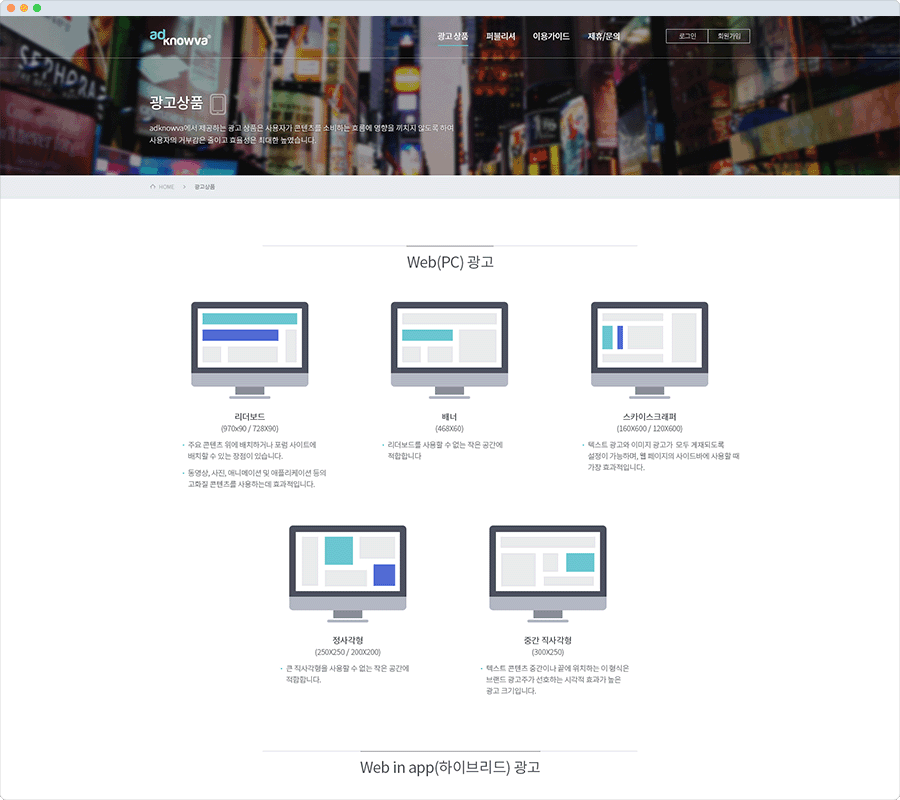 adknowva
광고상품 퍼블리셔 이용가이드 제휴/문의 로그인 회원가입
SEPHORA
광고상품
adknowva에서 제공하는 광고 상품은 사용자가 콘텐츠를 소비하는 흐름에 영향을 끼치지 않도록 하여
사용자의 거부감은 줄이고 효율성은 최대한 높였습니다.
HOME > 광고상품
Web(PC) 광고
리더보드
(970x90 / 728X90)
· 주요 콘텐츠 위에 배치하거나 포럼 사이트에
배치할 수 있는 장점이 있습니다.
· 동영상, 사진, 애니메이션 및 애플리케이션 등의
고화질 콘텐츠를 사용하는데 효과적입니다.
배너
(468X60)
· 리더보드를 사용할 수 없는 작은 공간에
적합합니다
스카이스크래퍼
(160X600 / 120X600)
· 텍스트 광고와 이미지 광고가 모두 게재되도록
설정이 가능하며, 웹 페이지의 사이드바에 사용할 때
가장 효과적입니다.
정사각형
(250X250 / 200X200)
· 큰 직사각형을 사용할 수 없는 작은 공간에
적합합니다.
중간 직사각형
(300X250)
· 텍스트 콘텐츠 중간이나 끝에 위치하는 이 형식은
브랜드 광고주가 선호하는 시각적 효과가 높은
광고 크기입니다.
Web in app(하이브리드) 광고